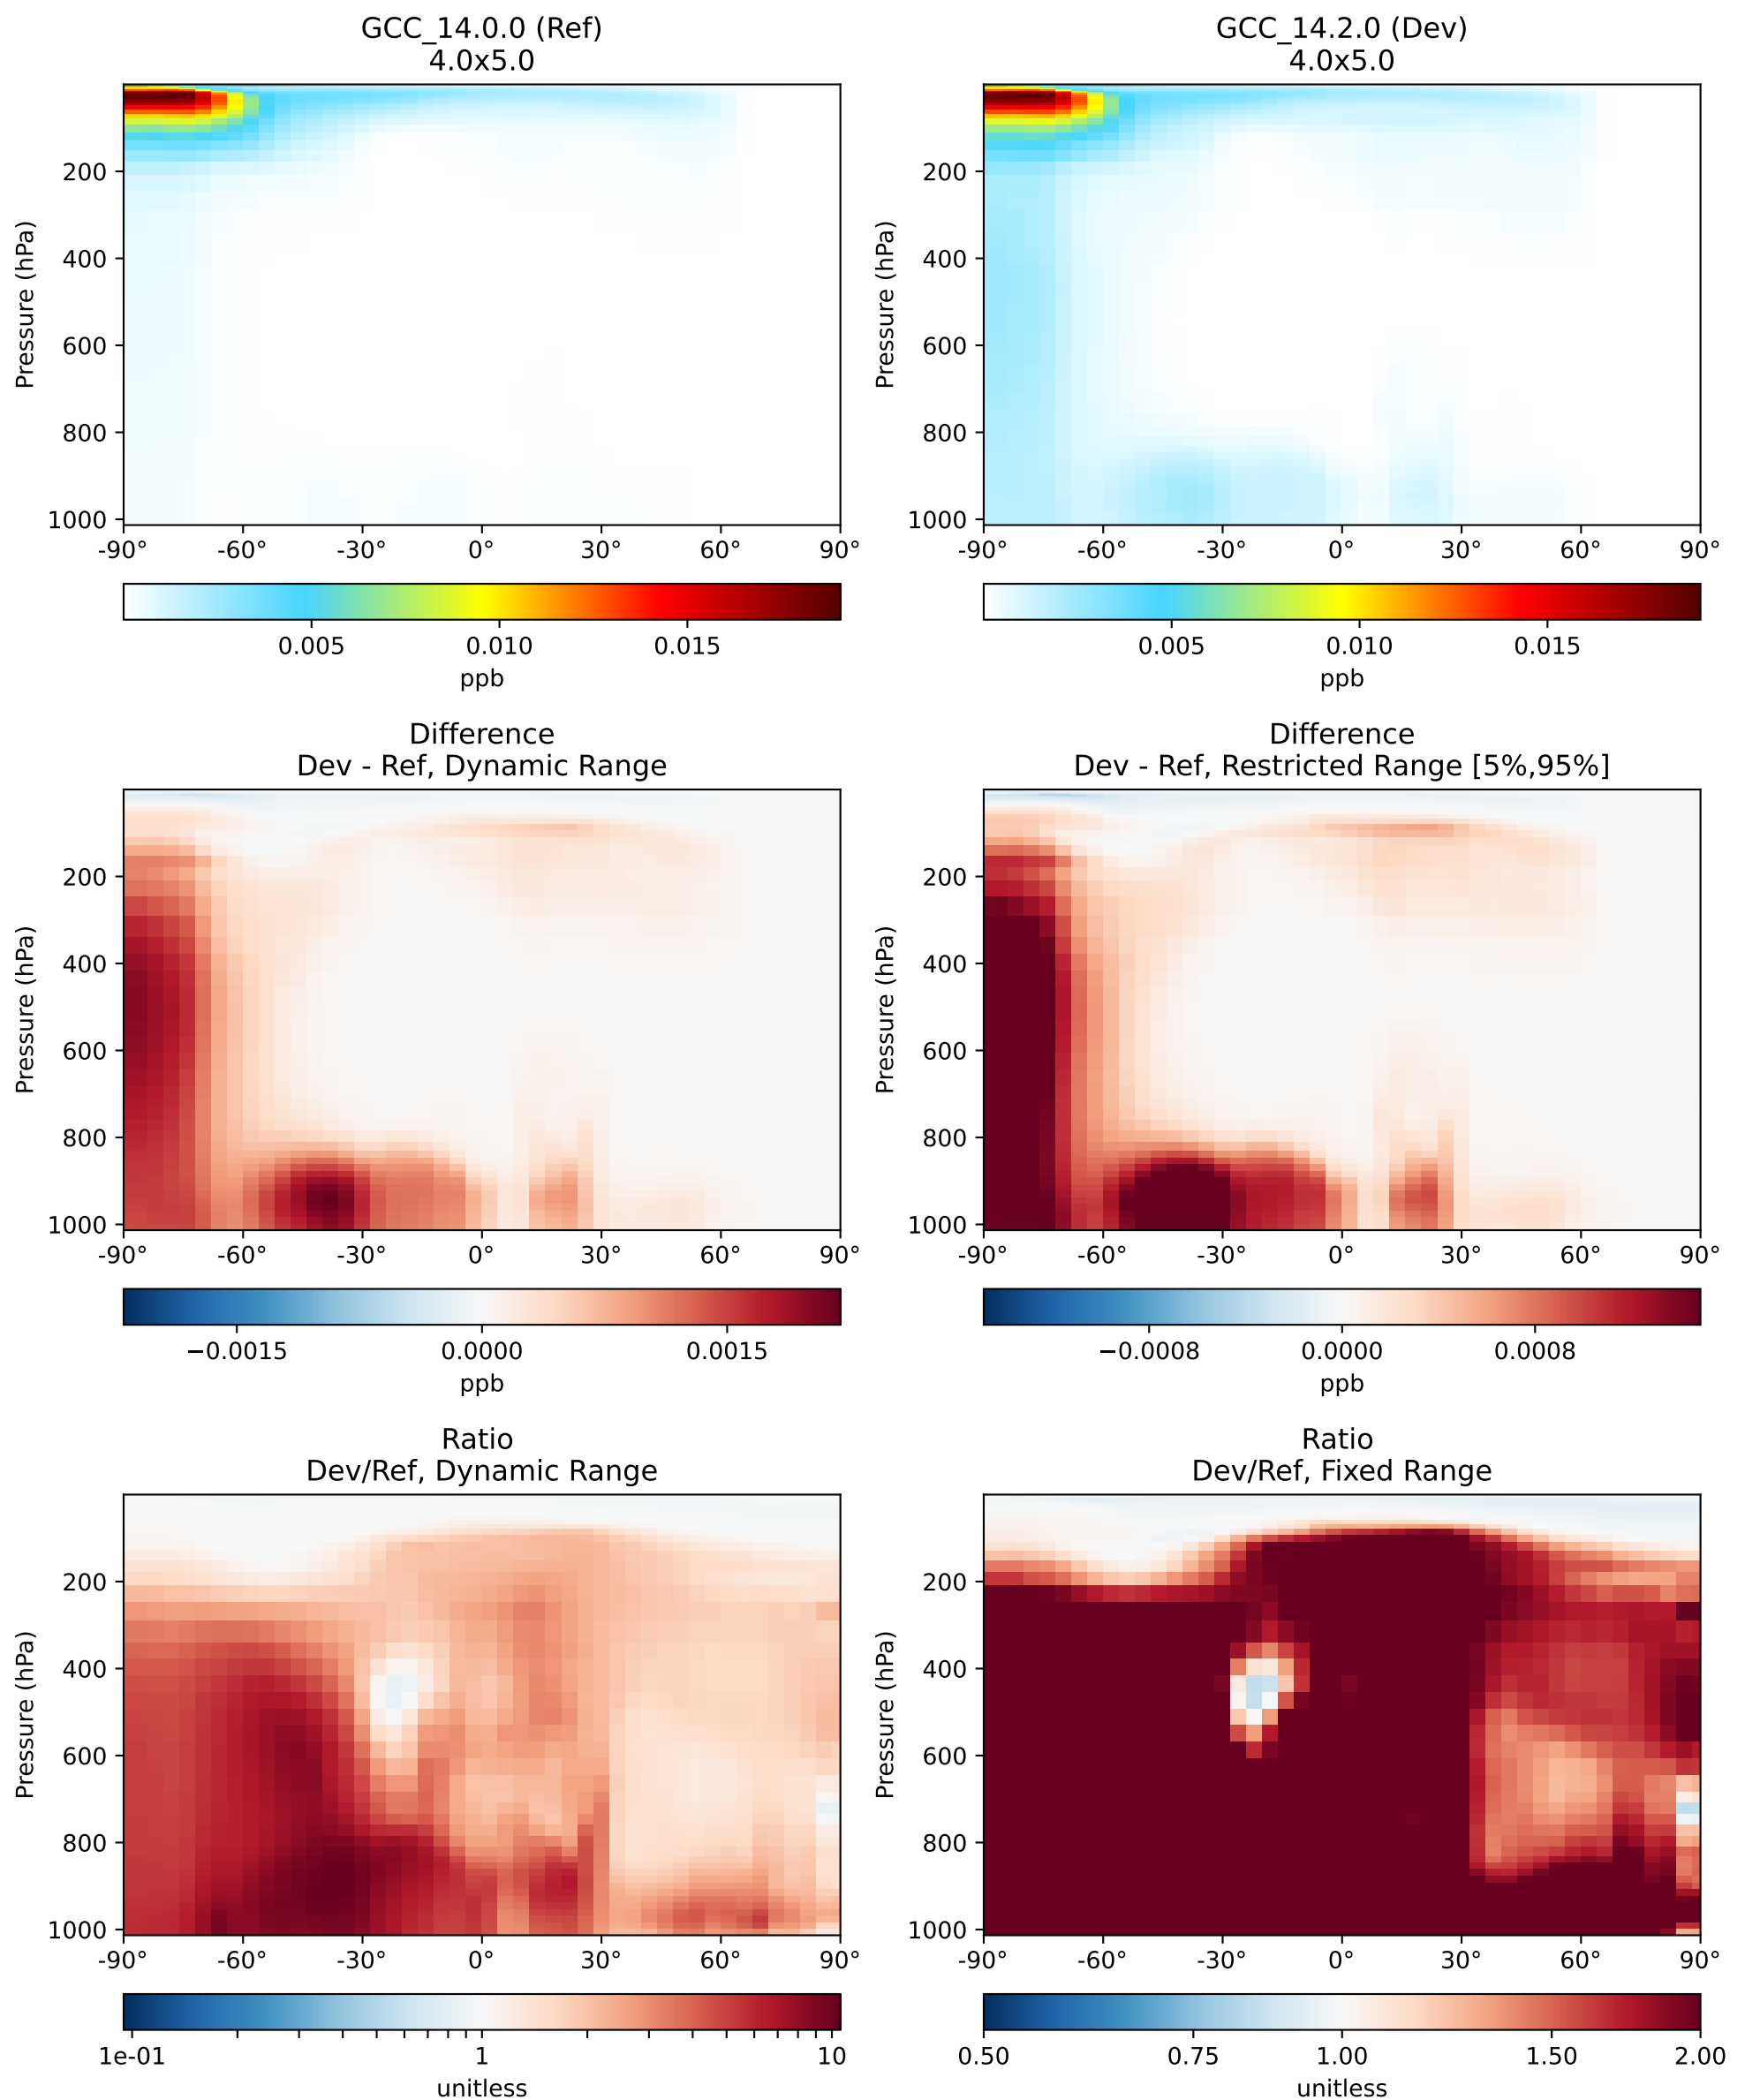 GCC_14.0.0 (Ref)
4.0x5.0
Pressure (hPa)
200
400
600
800
1000
-90° -60° -30° 0° 30° 60° 90°
0.005 0.010 0.015
ppb
GCC_14.2.0 (Dev)
4.0x5.0
Pressure (hPa)
200
400
600
800
1000
-90° -60° -30° 0° 30° 60° 90°
0.005 0.010 0.015
ppb
Difference
Dev - Ref, Dynamic Range
Pressure (hPa)
200
400
600
800
1000
-90° -60° -30° 0° 30° 60° 90°
−0.0015 0.0000 0.0015
ppb
Difference
Dev - Ref, Restricted Range [5%,95%]
Pressure (hPa)
200
400
600
800
1000
-90° -60° -30° 0° 30° 60° 90°
−0.0008 0.0000 0.0008
ppb
Ratio
Dev/Ref, Dynamic Range
Pressure (hPa)
200
400
600
800
1000
-90° -60° -30° 0° 30° 60° 90°
1e-01 1 10
unitless
Ratio
Dev/Ref, Fixed Range
Pressure (hPa)
200
400
600
800
1000
-90° -60° -30° 0° 30° 60° 90°
0.50 0.75 1.00 1.50 2.00
unitless